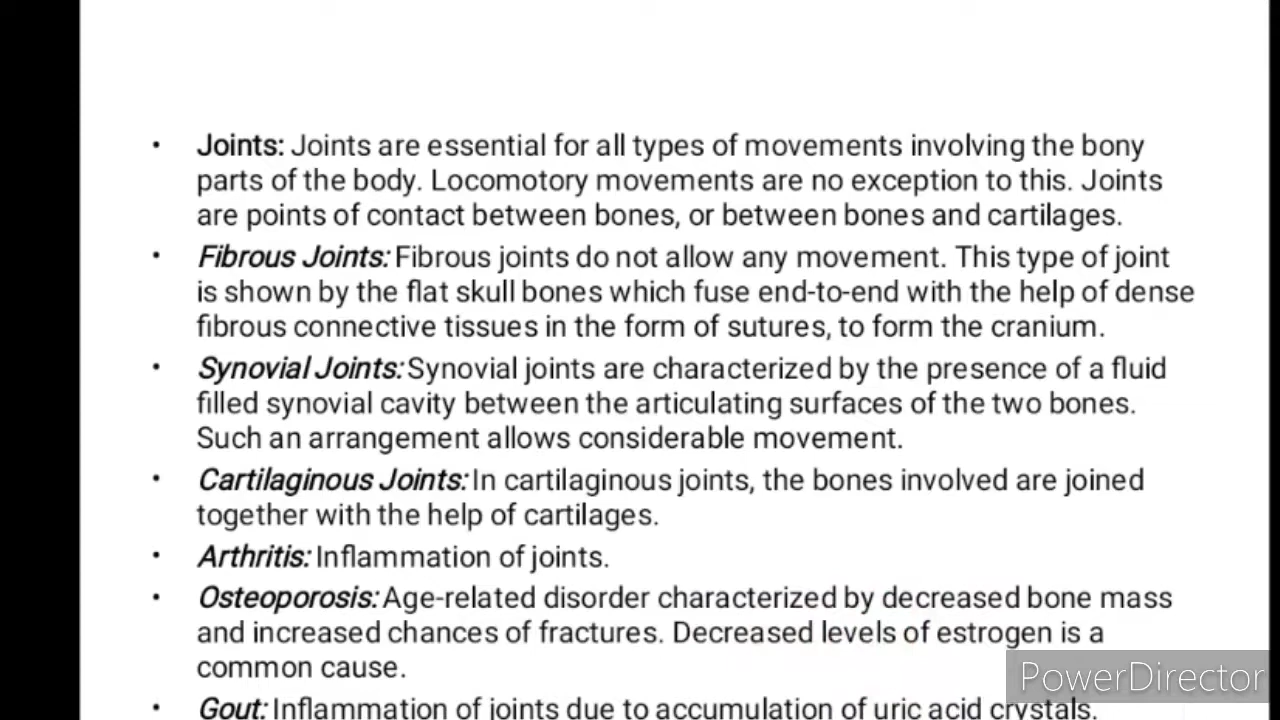 • Joints: Joints are essential for all types of movements involving the bony
parts of the body. Locomotory movements are no exception to this. Joints
are points of contact between bones, or between bones and cartilages.
• Fibrous Joints: Fibrous joints do not allow any movement. This type of joint
is shown by the flat skull bones which fuse end-to-end with the help of dense
fibrous connective tissues in the form of sutures, to form the cranium.
• Synovial Joints: Synovial joints are characterized by the presence of a fluid
filled synovial cavity between the articulating surfaces of the two bones.
Such an arrangement allows considerable movement.
• Cartilaginous Joints: In cartilaginous joints, the bones involved are joined
together with the help of cartilages.
• Arthritis: Inflammation of joints.
• Osteoporosis: Age-related disorder characterized by decreased bone mass
and increased chances of fractures. Decreased levels of estrogen is a
common cause.
• Gout: Inflammation of joints due to accumulation of uric acid crystals.
PowerDirector